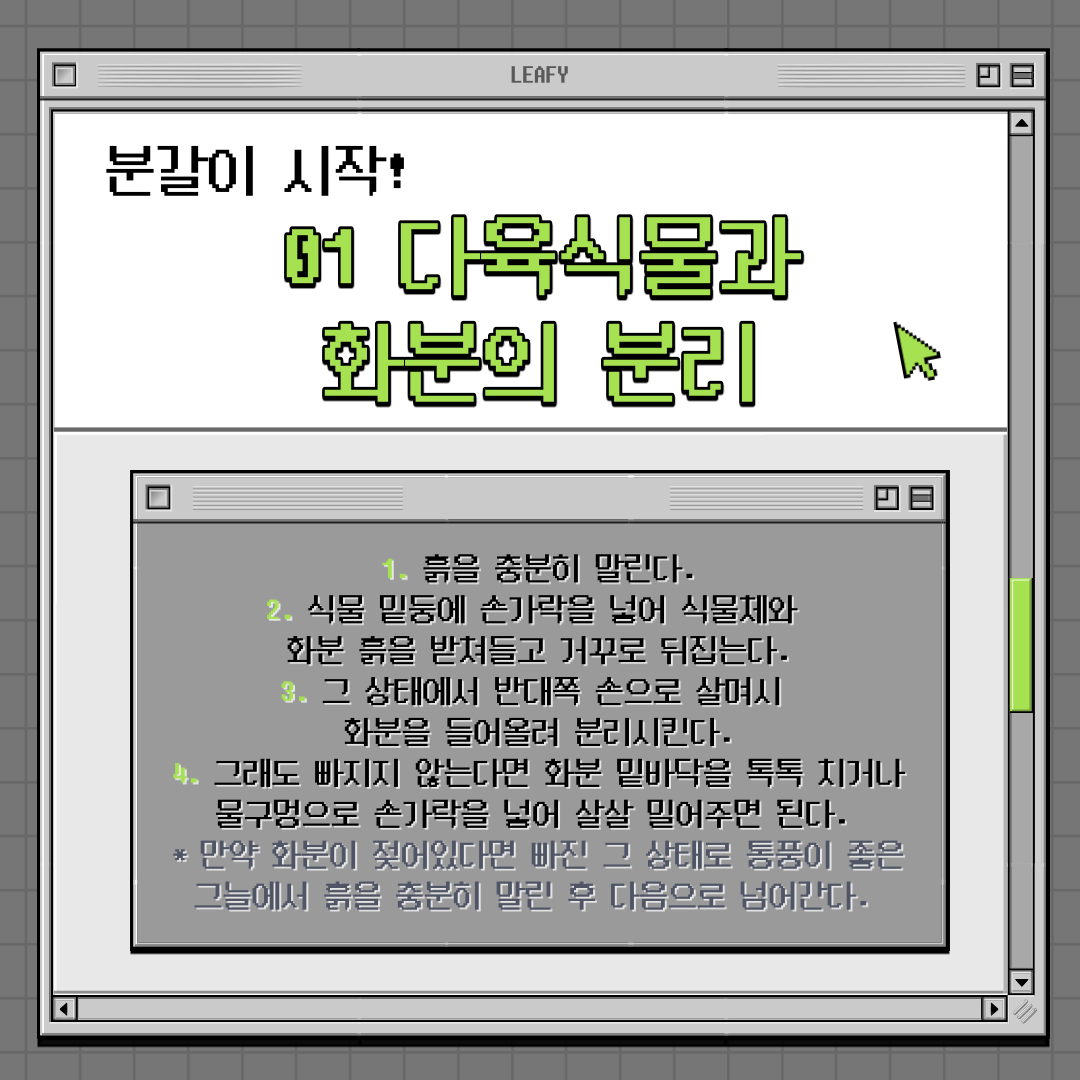 LEAFY
분갈이 시작!
01 다육식물과
화분의 분리
1. 흙을 충분히 말린다.
2. 식물 밑둥에 손가락을 넣어 식물체와
화분 흙을 받쳐들고 거꾸로 뒤집는다.
3. 그 상태에서 반대쪽 손으로 살며시
화분을 들어올려 분리시킨다.
4. 그래도 빠지지 않는다면 화분 밑바닥을 톡톡 치거나
물구멍으로 손가락을 넣어 살살 밀어주면 된다.
* 만약 화분이 젖어있다면 빠진 그 상태로 통풍이 좋은
그늘에서 흙을 충분히 말린 후 다음으로 넘어간다.